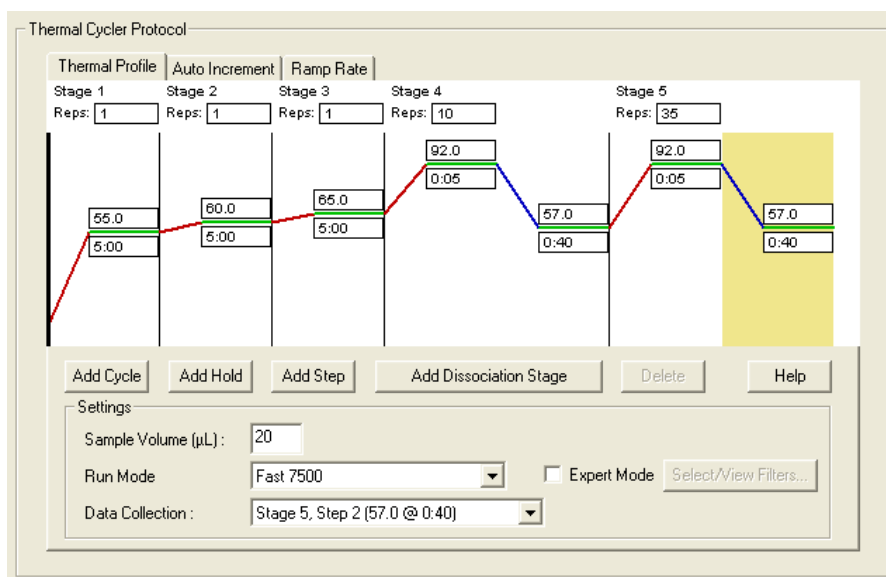 Thermal Cycler Protocol
Thermal Profile Auto Increment Ramp Rate
Stage 1 Stage 2 Stage 3 Stage 4 Stage 5
Reps: 1 Reps: 1 Reps: 1 Reps: 10 Reps: 35
92.0 92.0
0:05 0:05
65.0
60.0
55.0 57.0 57.0
5:00
5:00
5:00 0:40 0:40
Add Cycle Add Hold Add Step Add Dissociation Stage Delete Help
Settings
Sample Volume (µL) : 20
Run Mode Fast 7500 Expert Mode Select/View Filters...
Data Collection : Stage 5, Step 2 (57.0 @ 0:40)